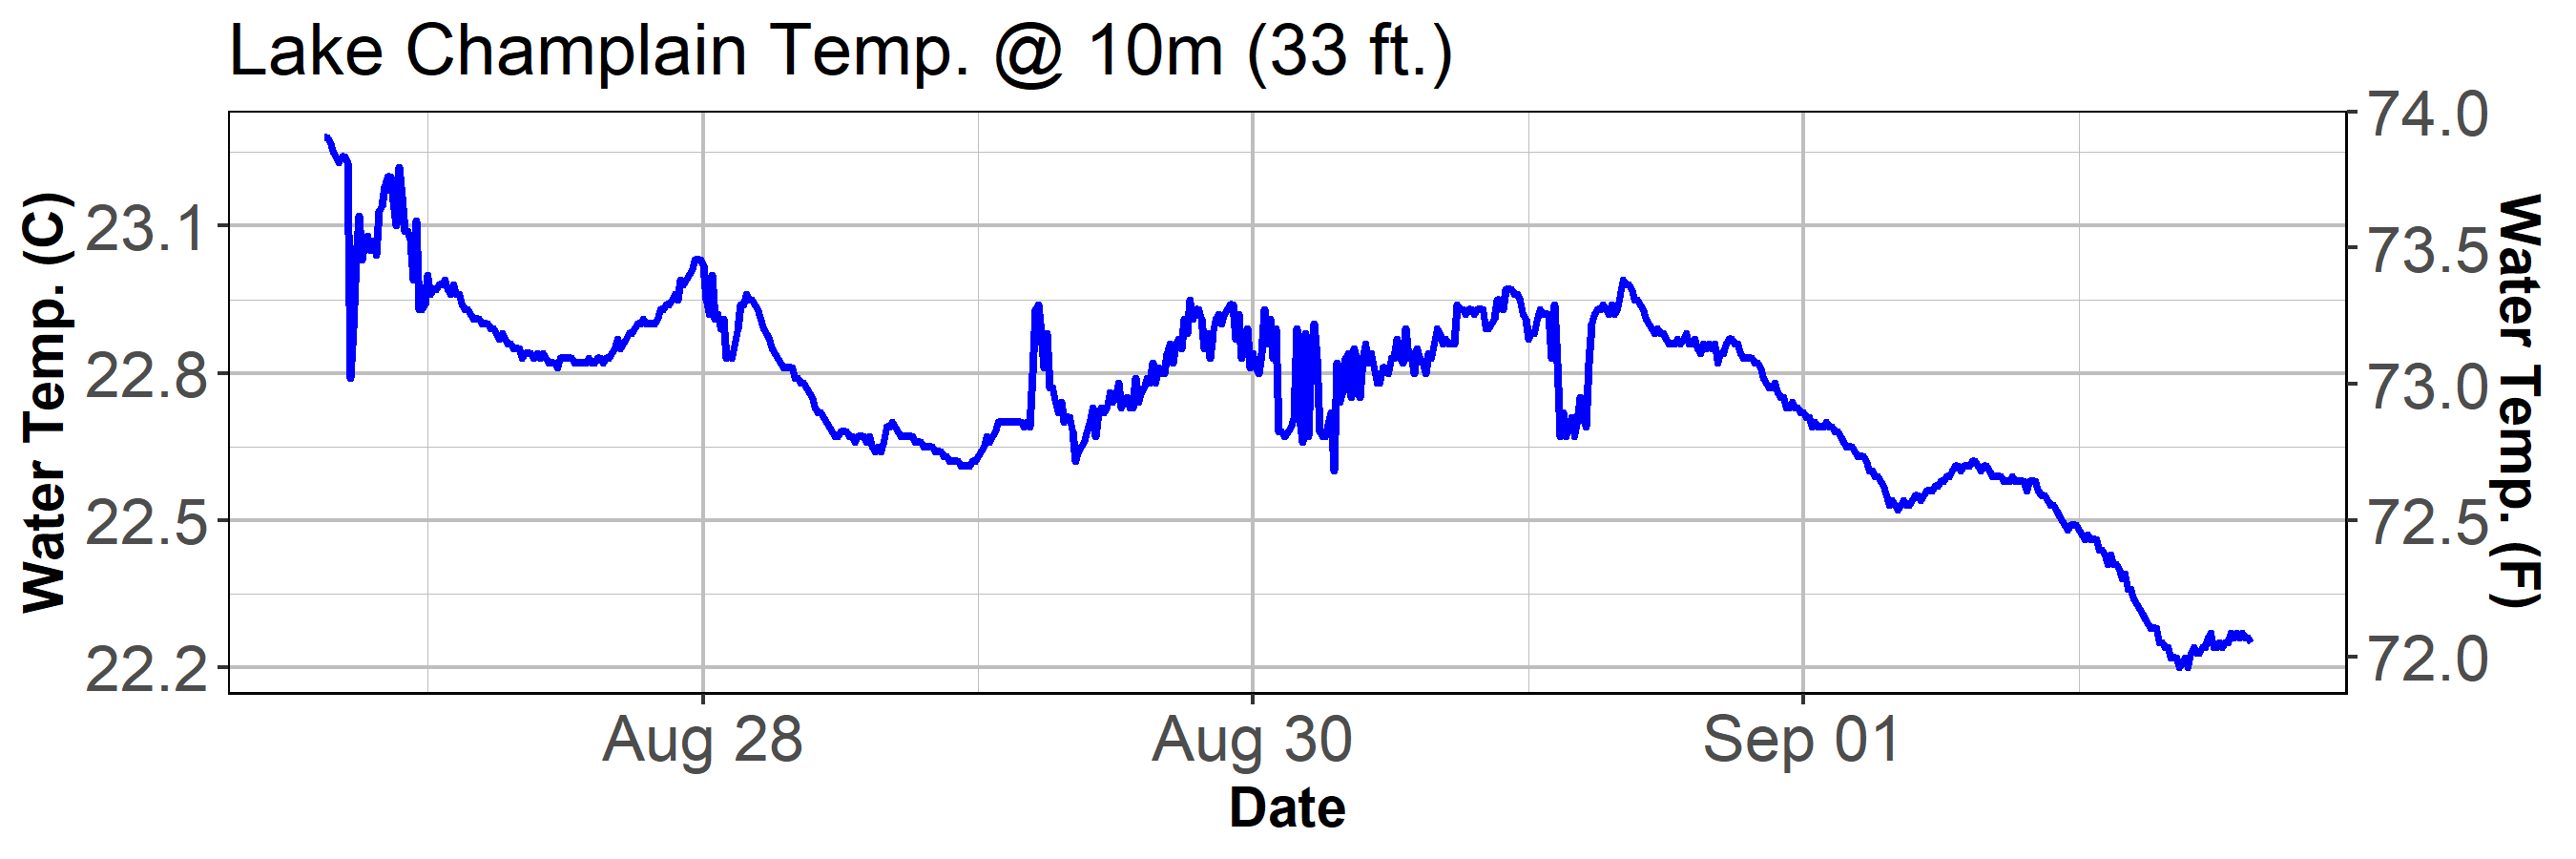 Lake Champlain Temp. @ 10m (33 ft.)
Water Temp. (C)
23.1
22.8
22.5
22.2
74.0
73.5
73.0
72.5
72.0
Water Temp. (F)
Aug 28
Aug 30
Sep 01
Date